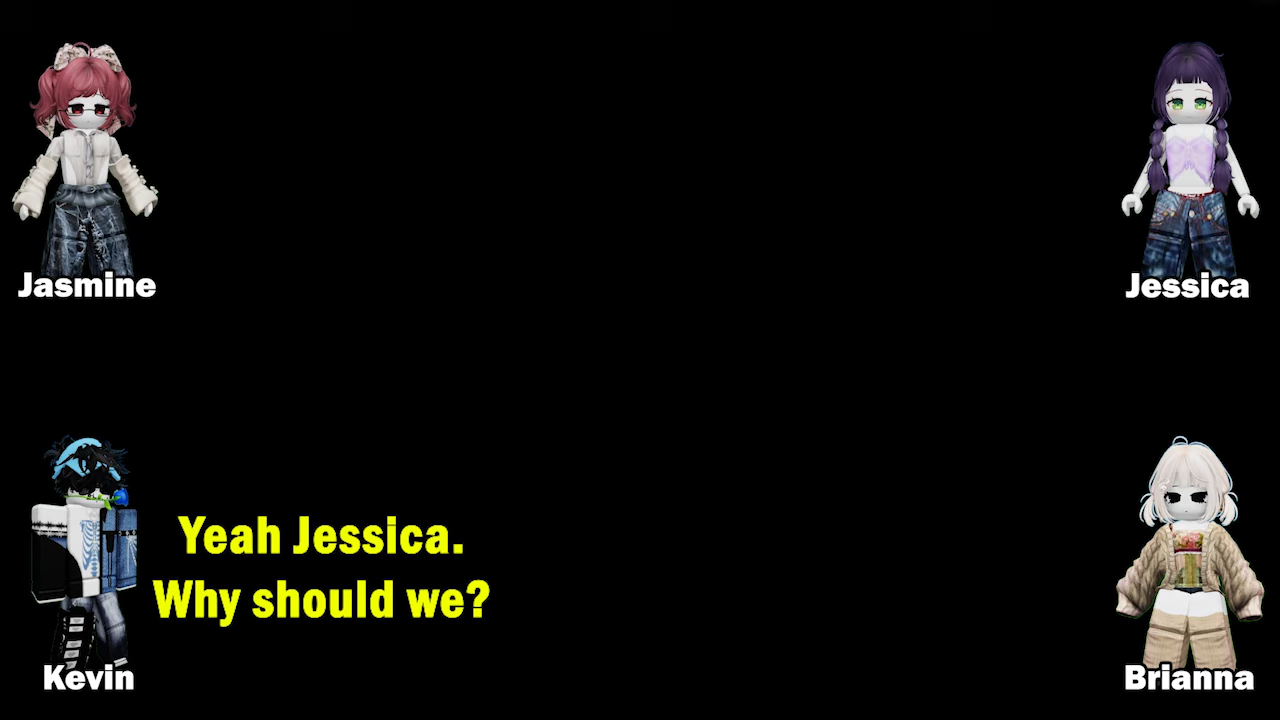 Jasmine
Jessica
Yeah Jessica.
Why should we?
Kevin
Brianna